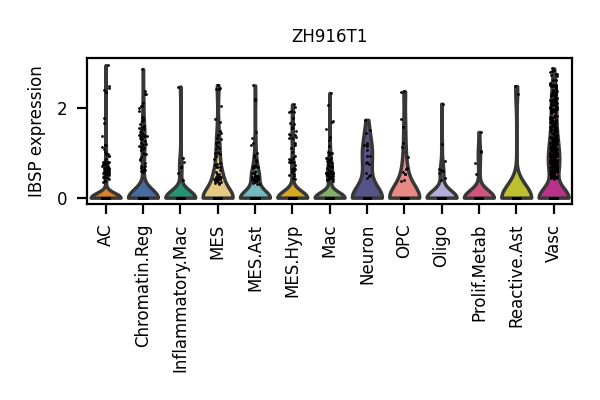 ZH916T1
IBSP expression
2
0
AC
Chromatin.Reg
Inflammatory.Mac
MES
MES.Ast
MES.Hyp
Mac
Neuron
OPC
Oligo
Prolif.Metab
Reactive.Ast
Vasc